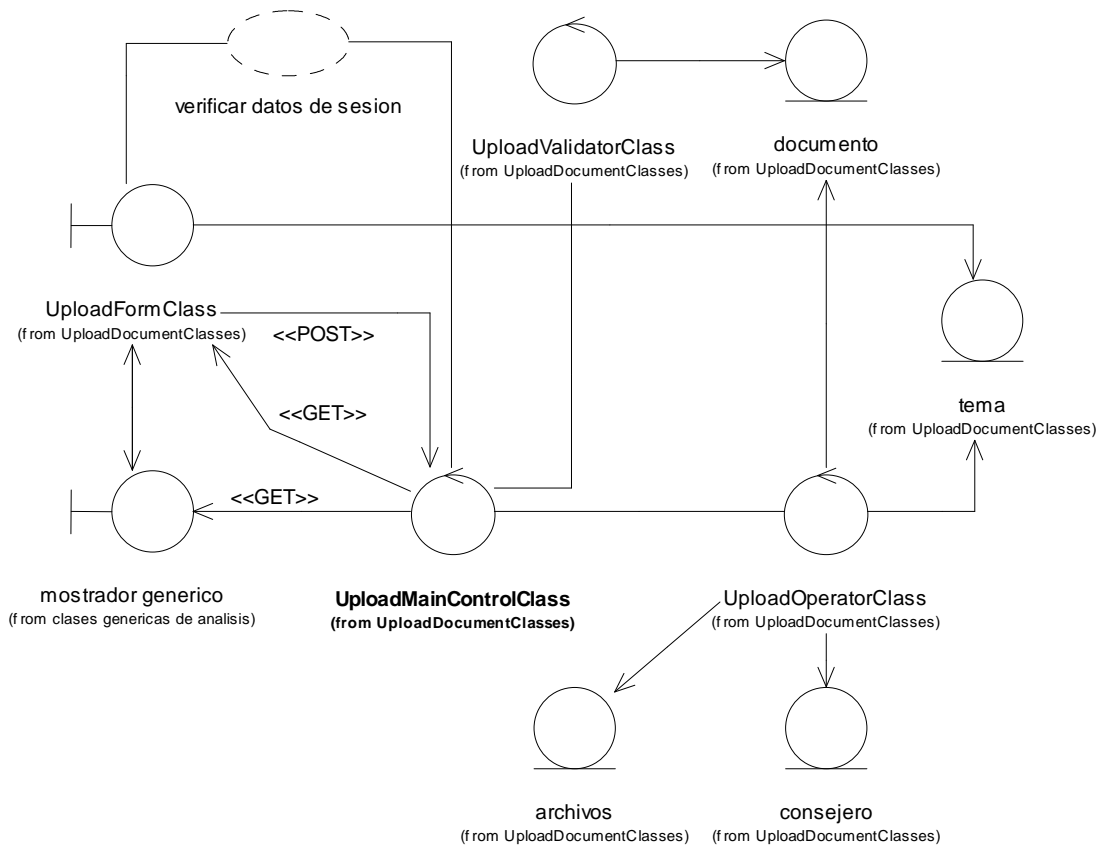 verificar datos de sesion
UploadValidatorClass
(from UploadDocumentClasses)
documento
(from UploadDocumentClasses)
UploadFormClass
(from UploadDocumentClasses)
<<POST>>
<<GET>>
tema
(from UploadDocumentClasses)
<<GET>>
mostrador generico
(from clases genericas de analisis)
UploadMainControlClass
(from UploadDocumentClasses)
UploadOperatorClass
(from UploadDocumentClasses)
archivos
(from UploadDocumentClasses)
consejero
(from UploadDocumentClasses)